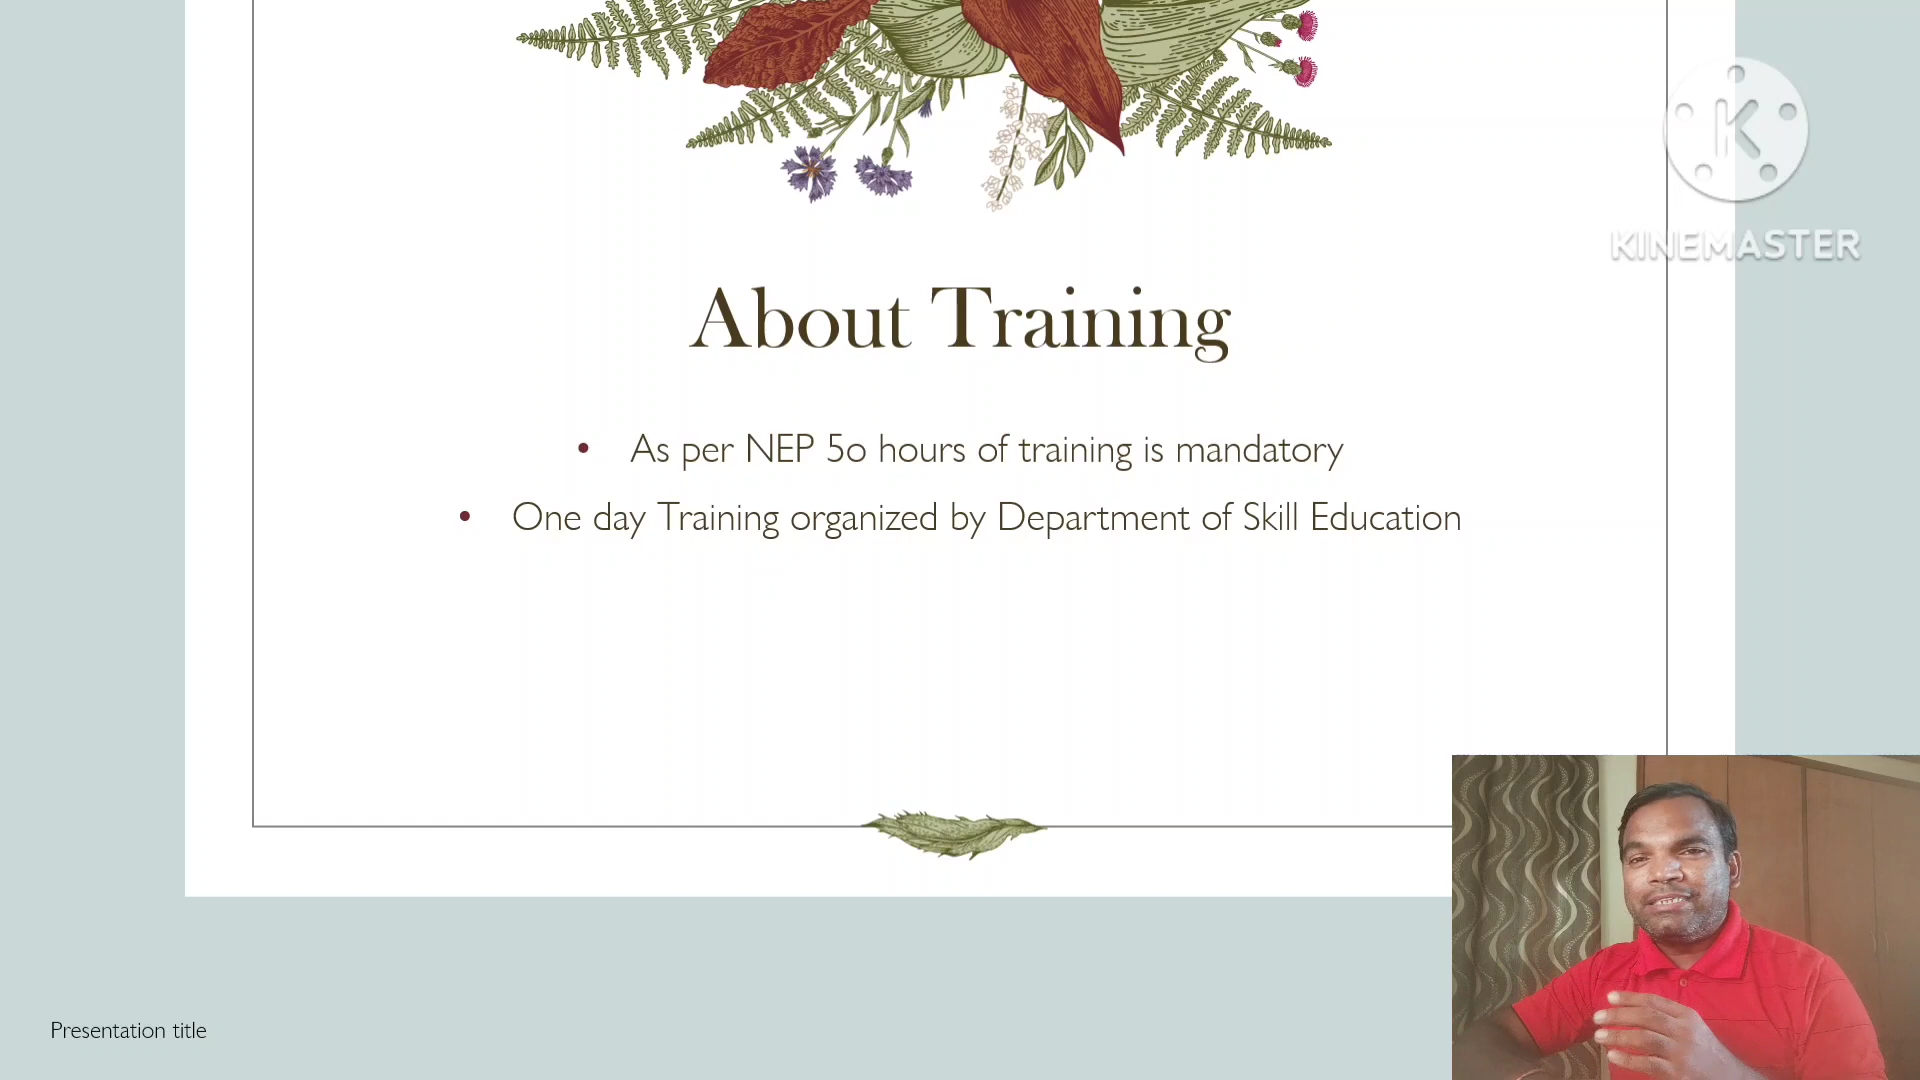 K
KINEMASTER
About Training
• As per NEP 5o hours of training is mandatory
• One day Training organized by Department of Skill Education
Presentation title